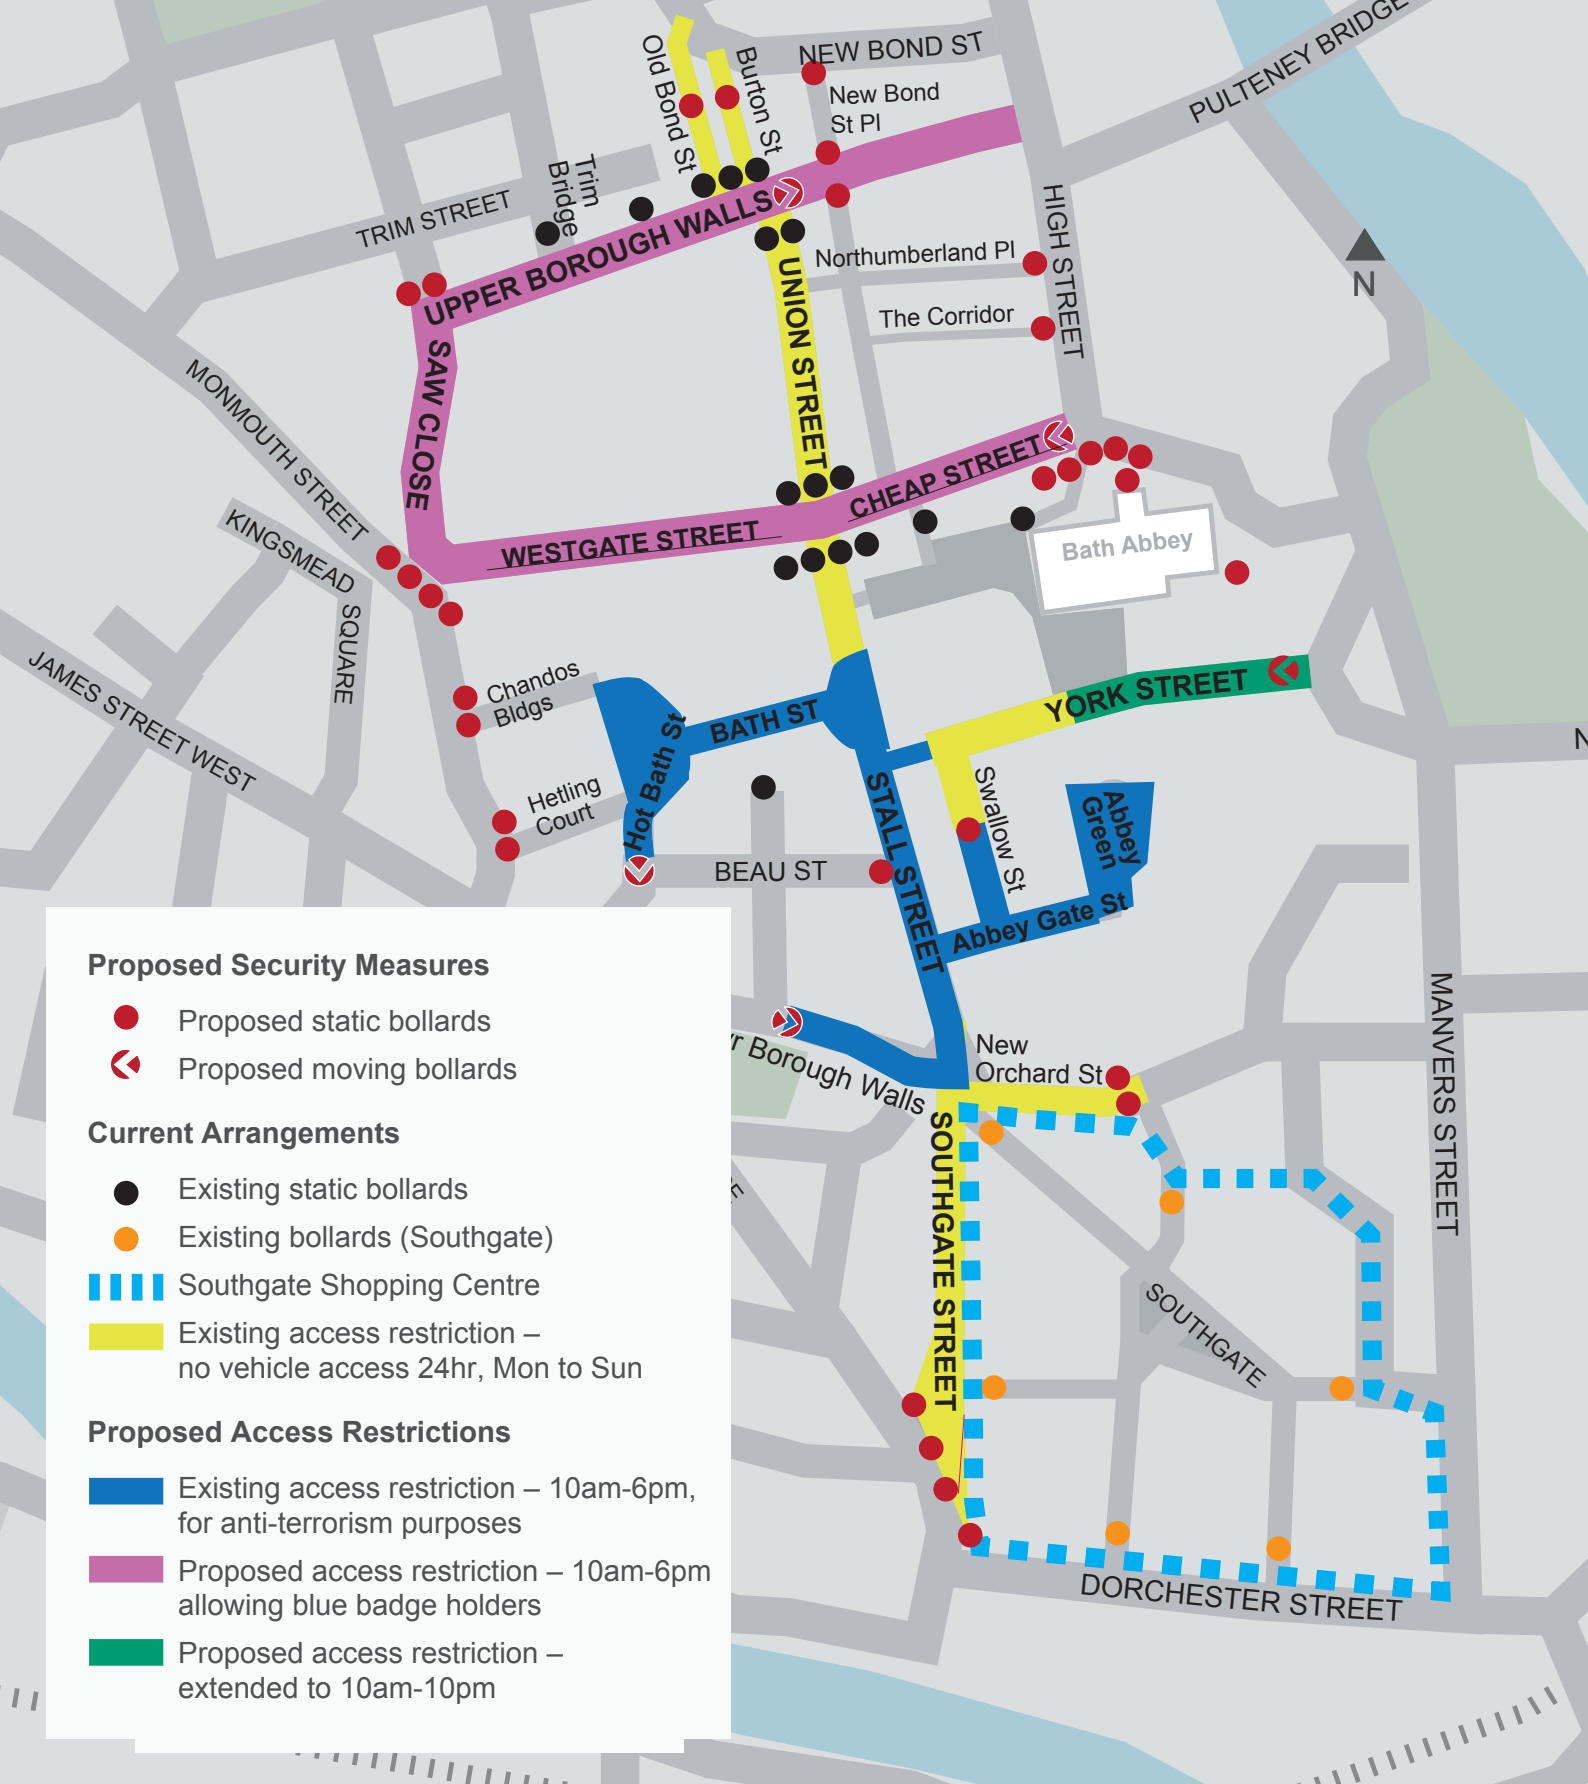 NEW BOND ST
PULTENEY BRIDGE
Old Bond St
Burton St
New Bond
St Pl
Trim
Bridge
TRIM STREET
UPPER BOROUGH WALLS
HIGH STREET
Northumberland Pl
N
The Corridor
UNION STREET
SAW CLOSE
MONMOUTH STREET
CHEAP STREET
WESTGATE STREET
Bath Abbey
KINGSMEAD
SQUARE
JAMES STREET WEST
Chandos
Bldgs
YORK STREET
BATH ST
Hot Bath St
N
Hetling
Court
STALL STREET
Swallow St
Abbey
Green
BEAU ST
Abbey Gate St
MANVERS STREET
New
Orchard St
Borough Walls
SOUTHGATE STREET
SOUTHGATE
DORCHESTER STREET
Proposed Security Measures
Proposed static bollards
Proposed moving bollards
Current Arrangements
Existing static bollards
Existing bollards (Southgate)
Southgate Shopping Centre
Existing access restriction –
no vehicle access 24hr, Mon to Sun
Proposed Access Restrictions
Existing access restriction – 10am-6pm,
for anti-terrorism purposes
Proposed access restriction – 10am-6pm
allowing blue badge holders
Proposed access restriction –
extended to 10am-10pm